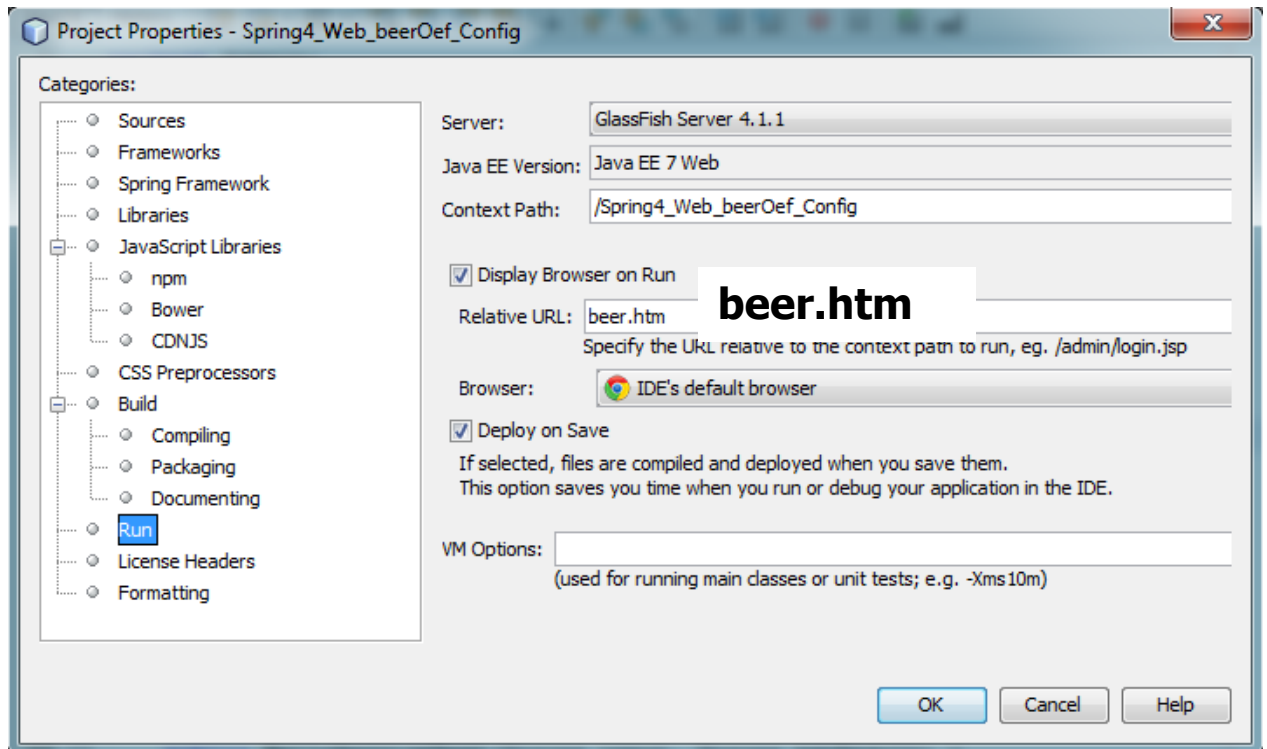 Project Properties - Spring4_Web_beerOef_Config
X
Categories:
Sources
Frameworks
Spring Framework
Libraries
JavaScript Libraries
npm
Bower
CDNJS
CSS Preprocessors
Build
Compiling
Packaging
Documenting
Run
License Headers
Formatting
Server: GlassFish Server 4.1.1
Java EE Version: Java EE 7 Web
Context Path: /Spring4_Web_beerOef_Config
Display Browser on Run
beer.htm
Relative URL: beer.htm
Specify the URL relative to the context path to run, eg. /admin/login.jsp
Browser: IDE's default browser
Deploy on Save
If selected, files are compiled and deployed when you save them.
This option saves you time when you run or debug your application in the IDE.
VM Options:
(used for running main classes or unit tests; e.g. -Xms10m)
OK Cancel Help